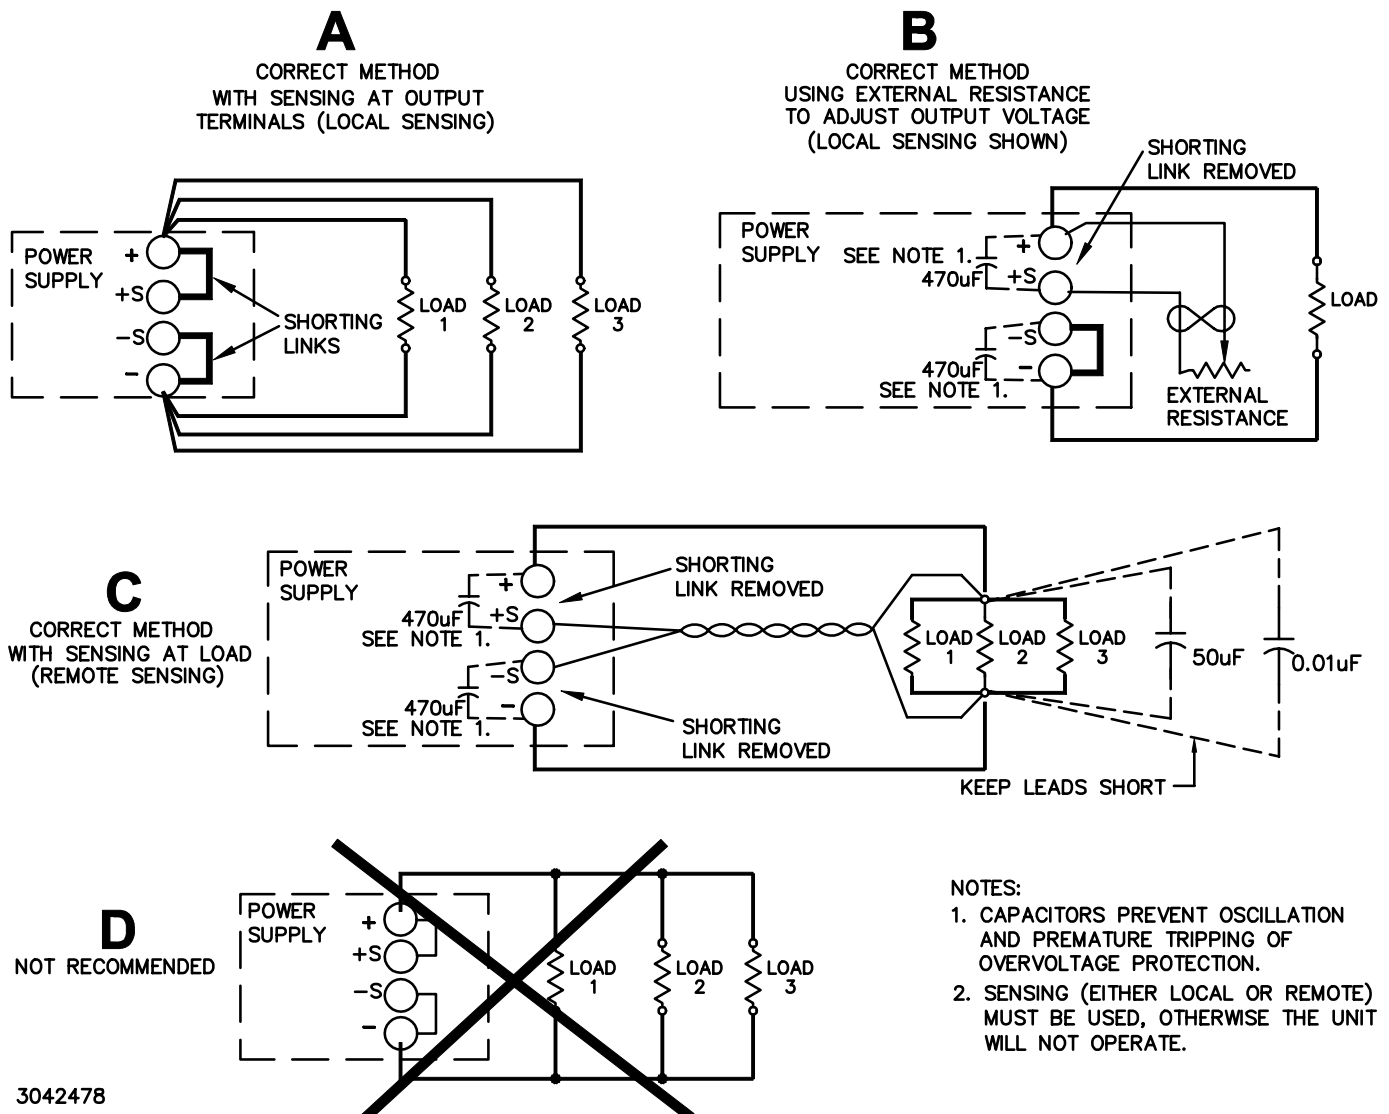 A
CORRECT METHOD
WITH SENSING AT OUTPUT
TERMINALS (LOCAL SENSING)
POWER
SUPPLY
+
+S
-S
-
SHORTING
LINKS
LOAD
1
LOAD
2
LOAD
3
B
CORRECT METHOD
USING EXTERNAL RESISTANCE
TO ADJUST OUTPUT VOLTAGE
(LOCAL SENSING SHOWN)
SHORTING
LINK REMOVED
POWER
SUPPLY
SEE NOTE 1.
470uF
+
+S
-S
-
470uF
SEE NOTE 1.
EXTERNAL
RESISTANCE
LOAD
C
CORRECT METHOD
WITH SENSING AT LOAD
(REMOTE SENSING)
POWER
SUPPLY
+
470uF
+S
SEE NOTE 1.
-S
470uF
-
SEE NOTE 1.
SHORTING
LINK REMOVED
SHORTING
LINK REMOVED
LOAD
1
LOAD
2
LOAD
3
50uF
0.01uF
KEEP LEADS SHORT
D
NOT RECOMMENDED
POWER
SUPPLY
+
+S
-S
-
LOAD
1
LOAD
2
LOAD
3
NOTES:
1. CAPACITORS PREVENT OSCILLATION
AND PREMATURE TRIPPING OF
OVERVOLTAGE PROTECTION.
2. SENSING (EITHER LOCAL OR REMOTE)
MUST BE USED, OTHERWISE THE UNIT
WILL NOT OPERATE.
3042478